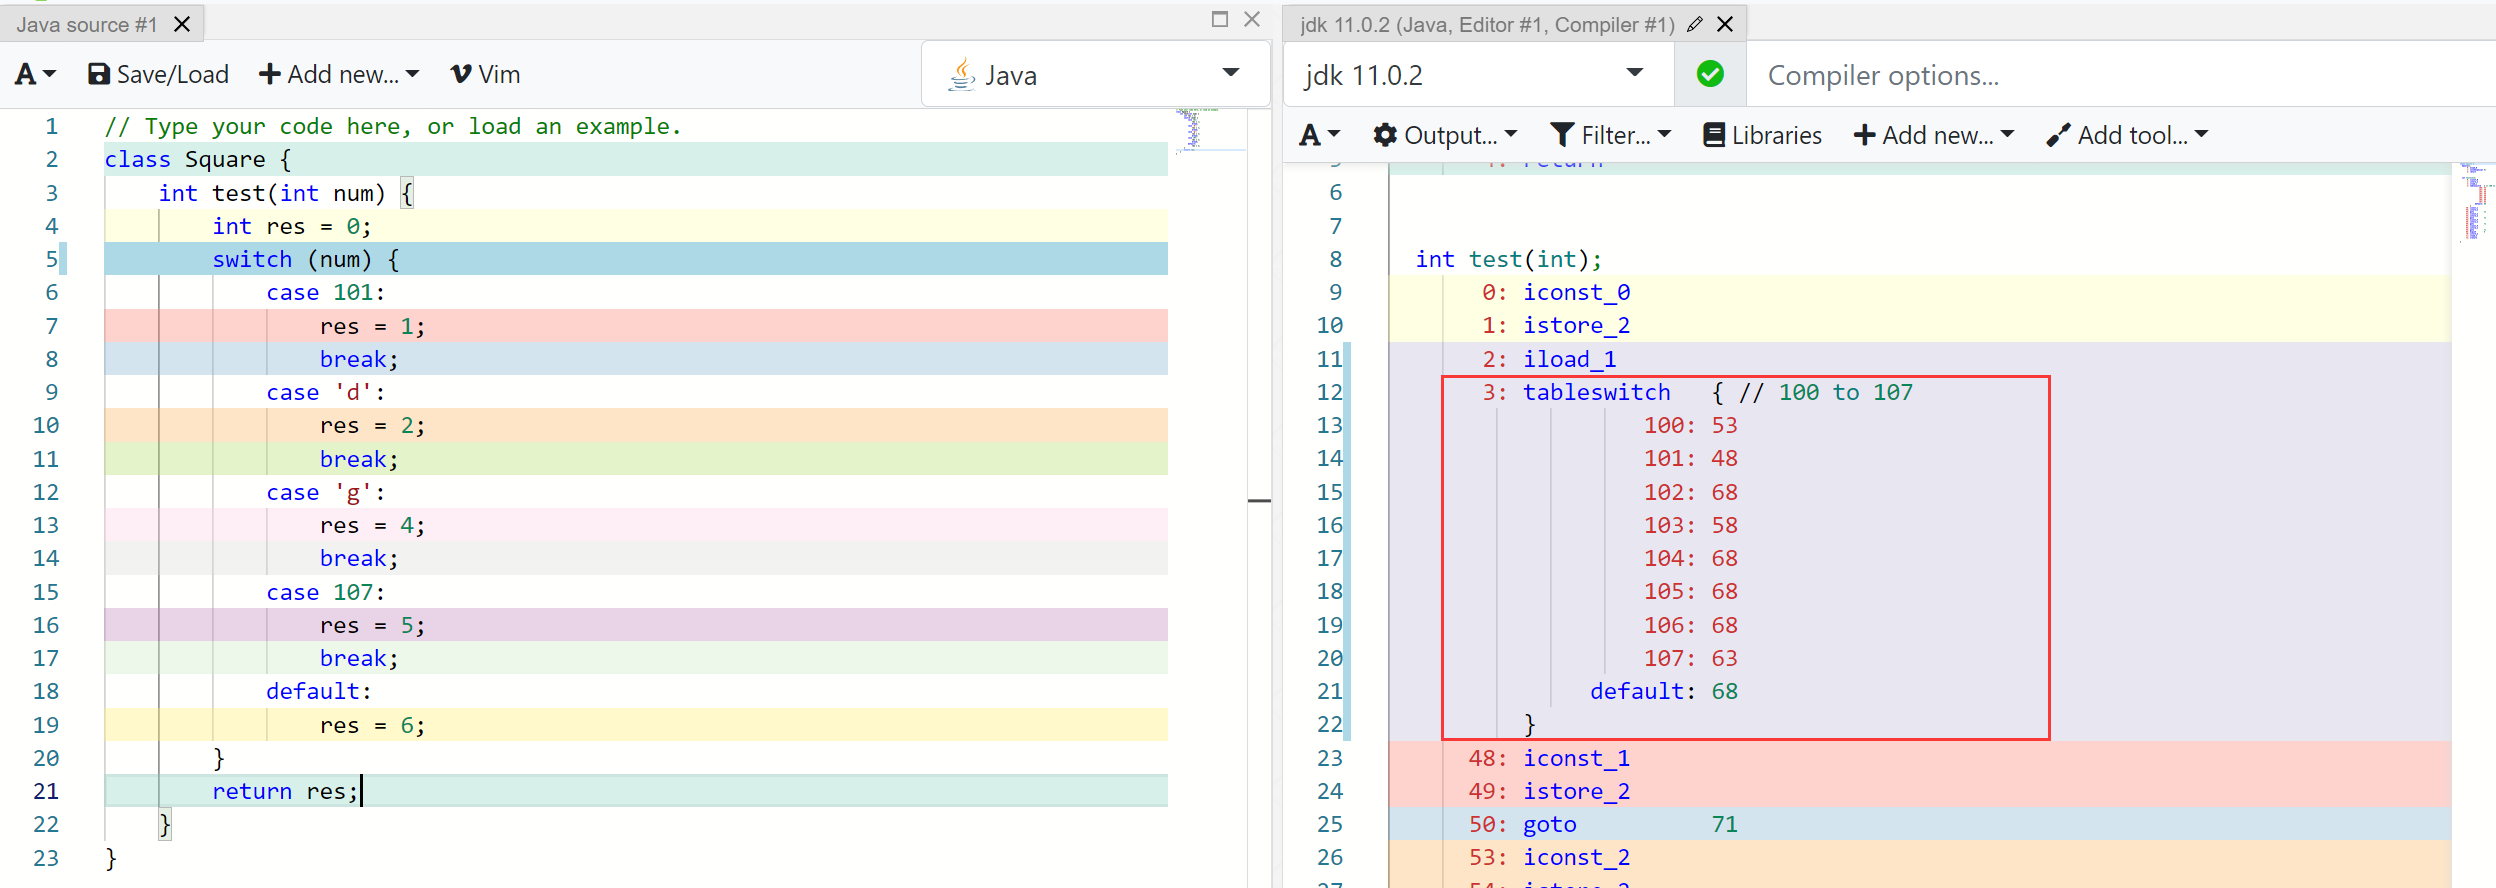 Java source #1
A Save/Load Add new... Vim
Java
1 // Type your code here, or load an example.
2 class Square {
3 int test(int num) {
4 int res = 0;
5 switch (num) {
6 case 101:
7 res = 1;
8 break;
9 case 'd':
10 res = 2;
11 break;
12 case 'g':
13 res = 4;
14 break;
15 case 107:
16 res = 5;
17 break;
18 default:
19 res = 6;
20 }
21 return res;
22 }
23 }
jdk 11.0.2 (Java, Editor #1, Compiler #1)
jdk 11.0.2
Compiler options...
A Output... Filter... Libraries Add new... Add tool...
6
7
8 int test(int);
9 0: iconst_0
10 1: istore_2
11 2: iload_1
12 3: tableswitch { // 100 to 107
13 100: 53
14 101: 48
15 102: 68
16 103: 58
17 104: 68
18 105: 68
19 106: 68
20 107: 63
21 default: 68
22 }
23 48: iconst_1
24 49: istore_2
25 50: goto 71
26 53: iconst_2